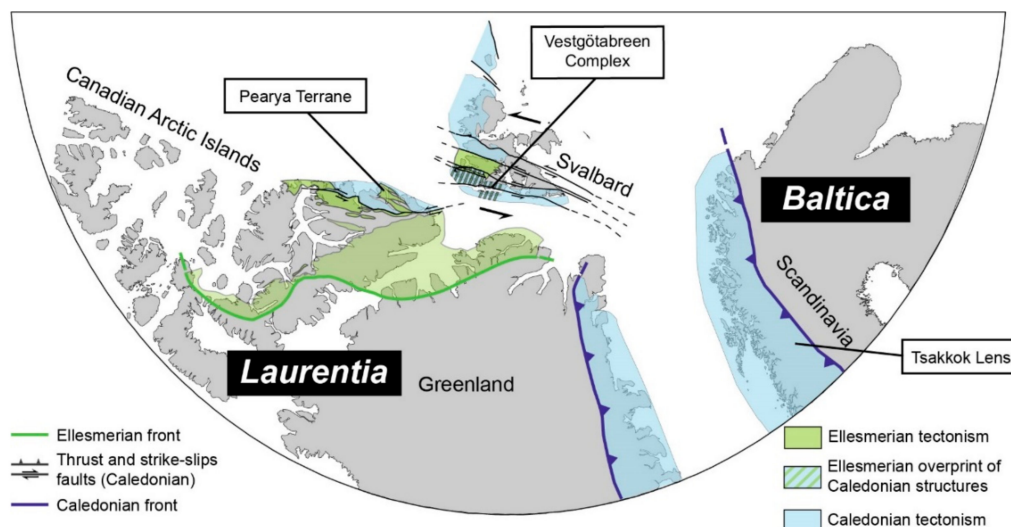 Vestgötabreen
Complex
Pearya Terrane
Canadian Arctic Islands
Svalbard
Baltica
Scandinavia
Tsakkok Lens
Laurentia
Greenland
Ellesmerian front
Thrust and strike-slips
faults (Caledonian)
Caledonian front
Ellesmerian tectonism
Ellesmerian overprint of
Caledonian structures
Caledonian tectonism